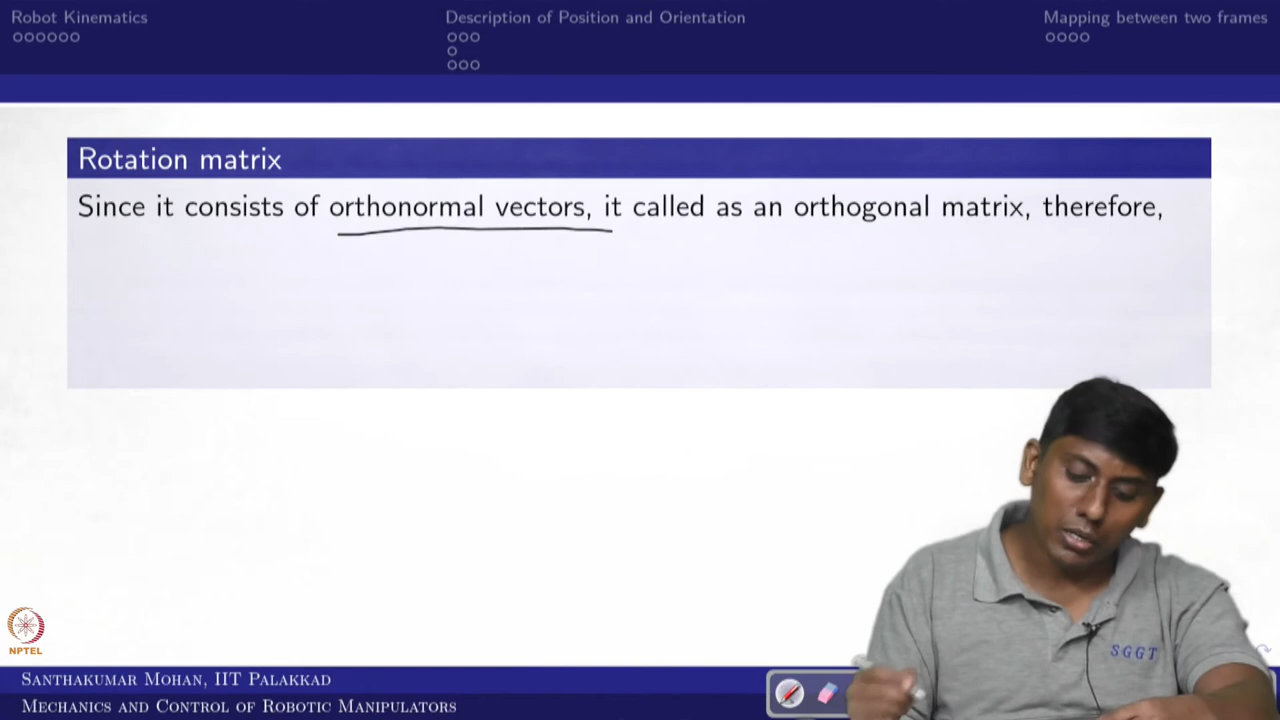 Robot Kinematics
Description of Position and Orientation
Mapping between two frames
Rotation matrix
Since it consists of orthonormal vectors, it called as an orthogonal matrix, therefore,
SGGT
NPTEL
Santhakumar Mohan, IIT Palakkad
Mechanics and Control of Robotic Manipulators